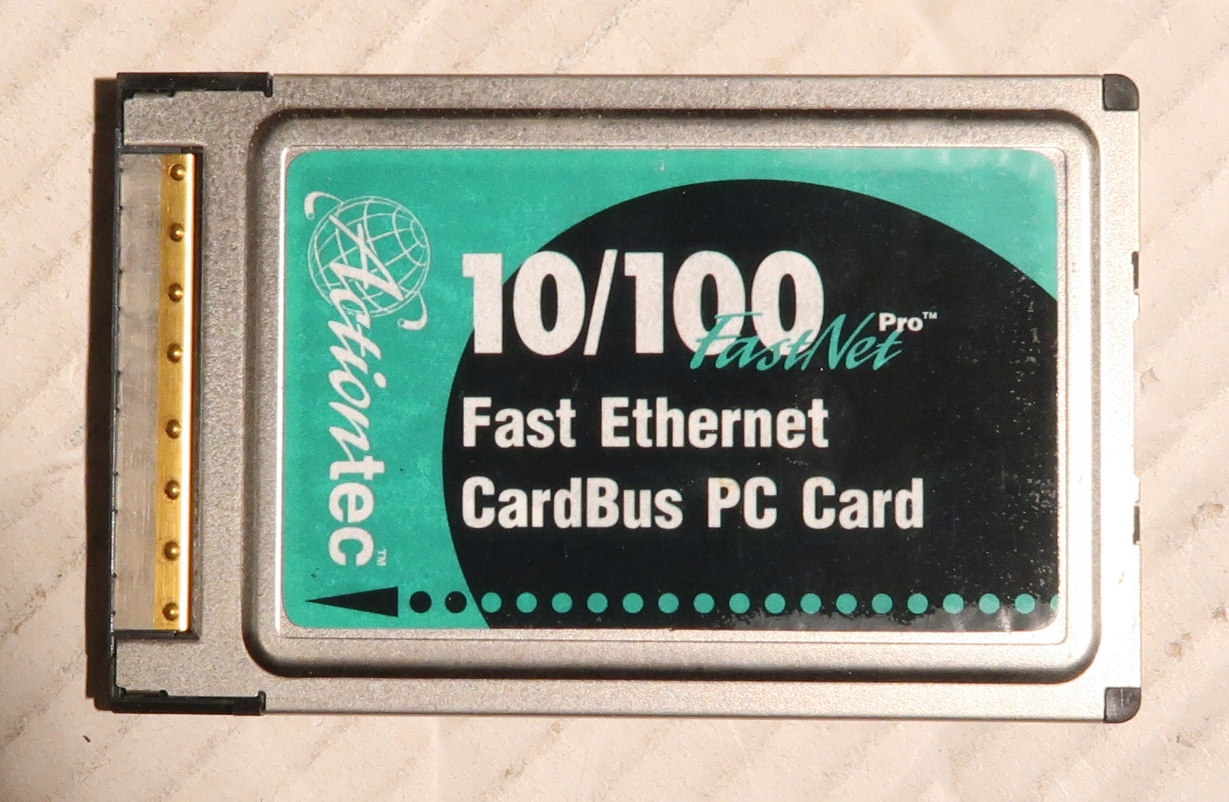 Actiontec™
10/100
FastNet Pro™
Fast Ethernet
CardBus PC Card